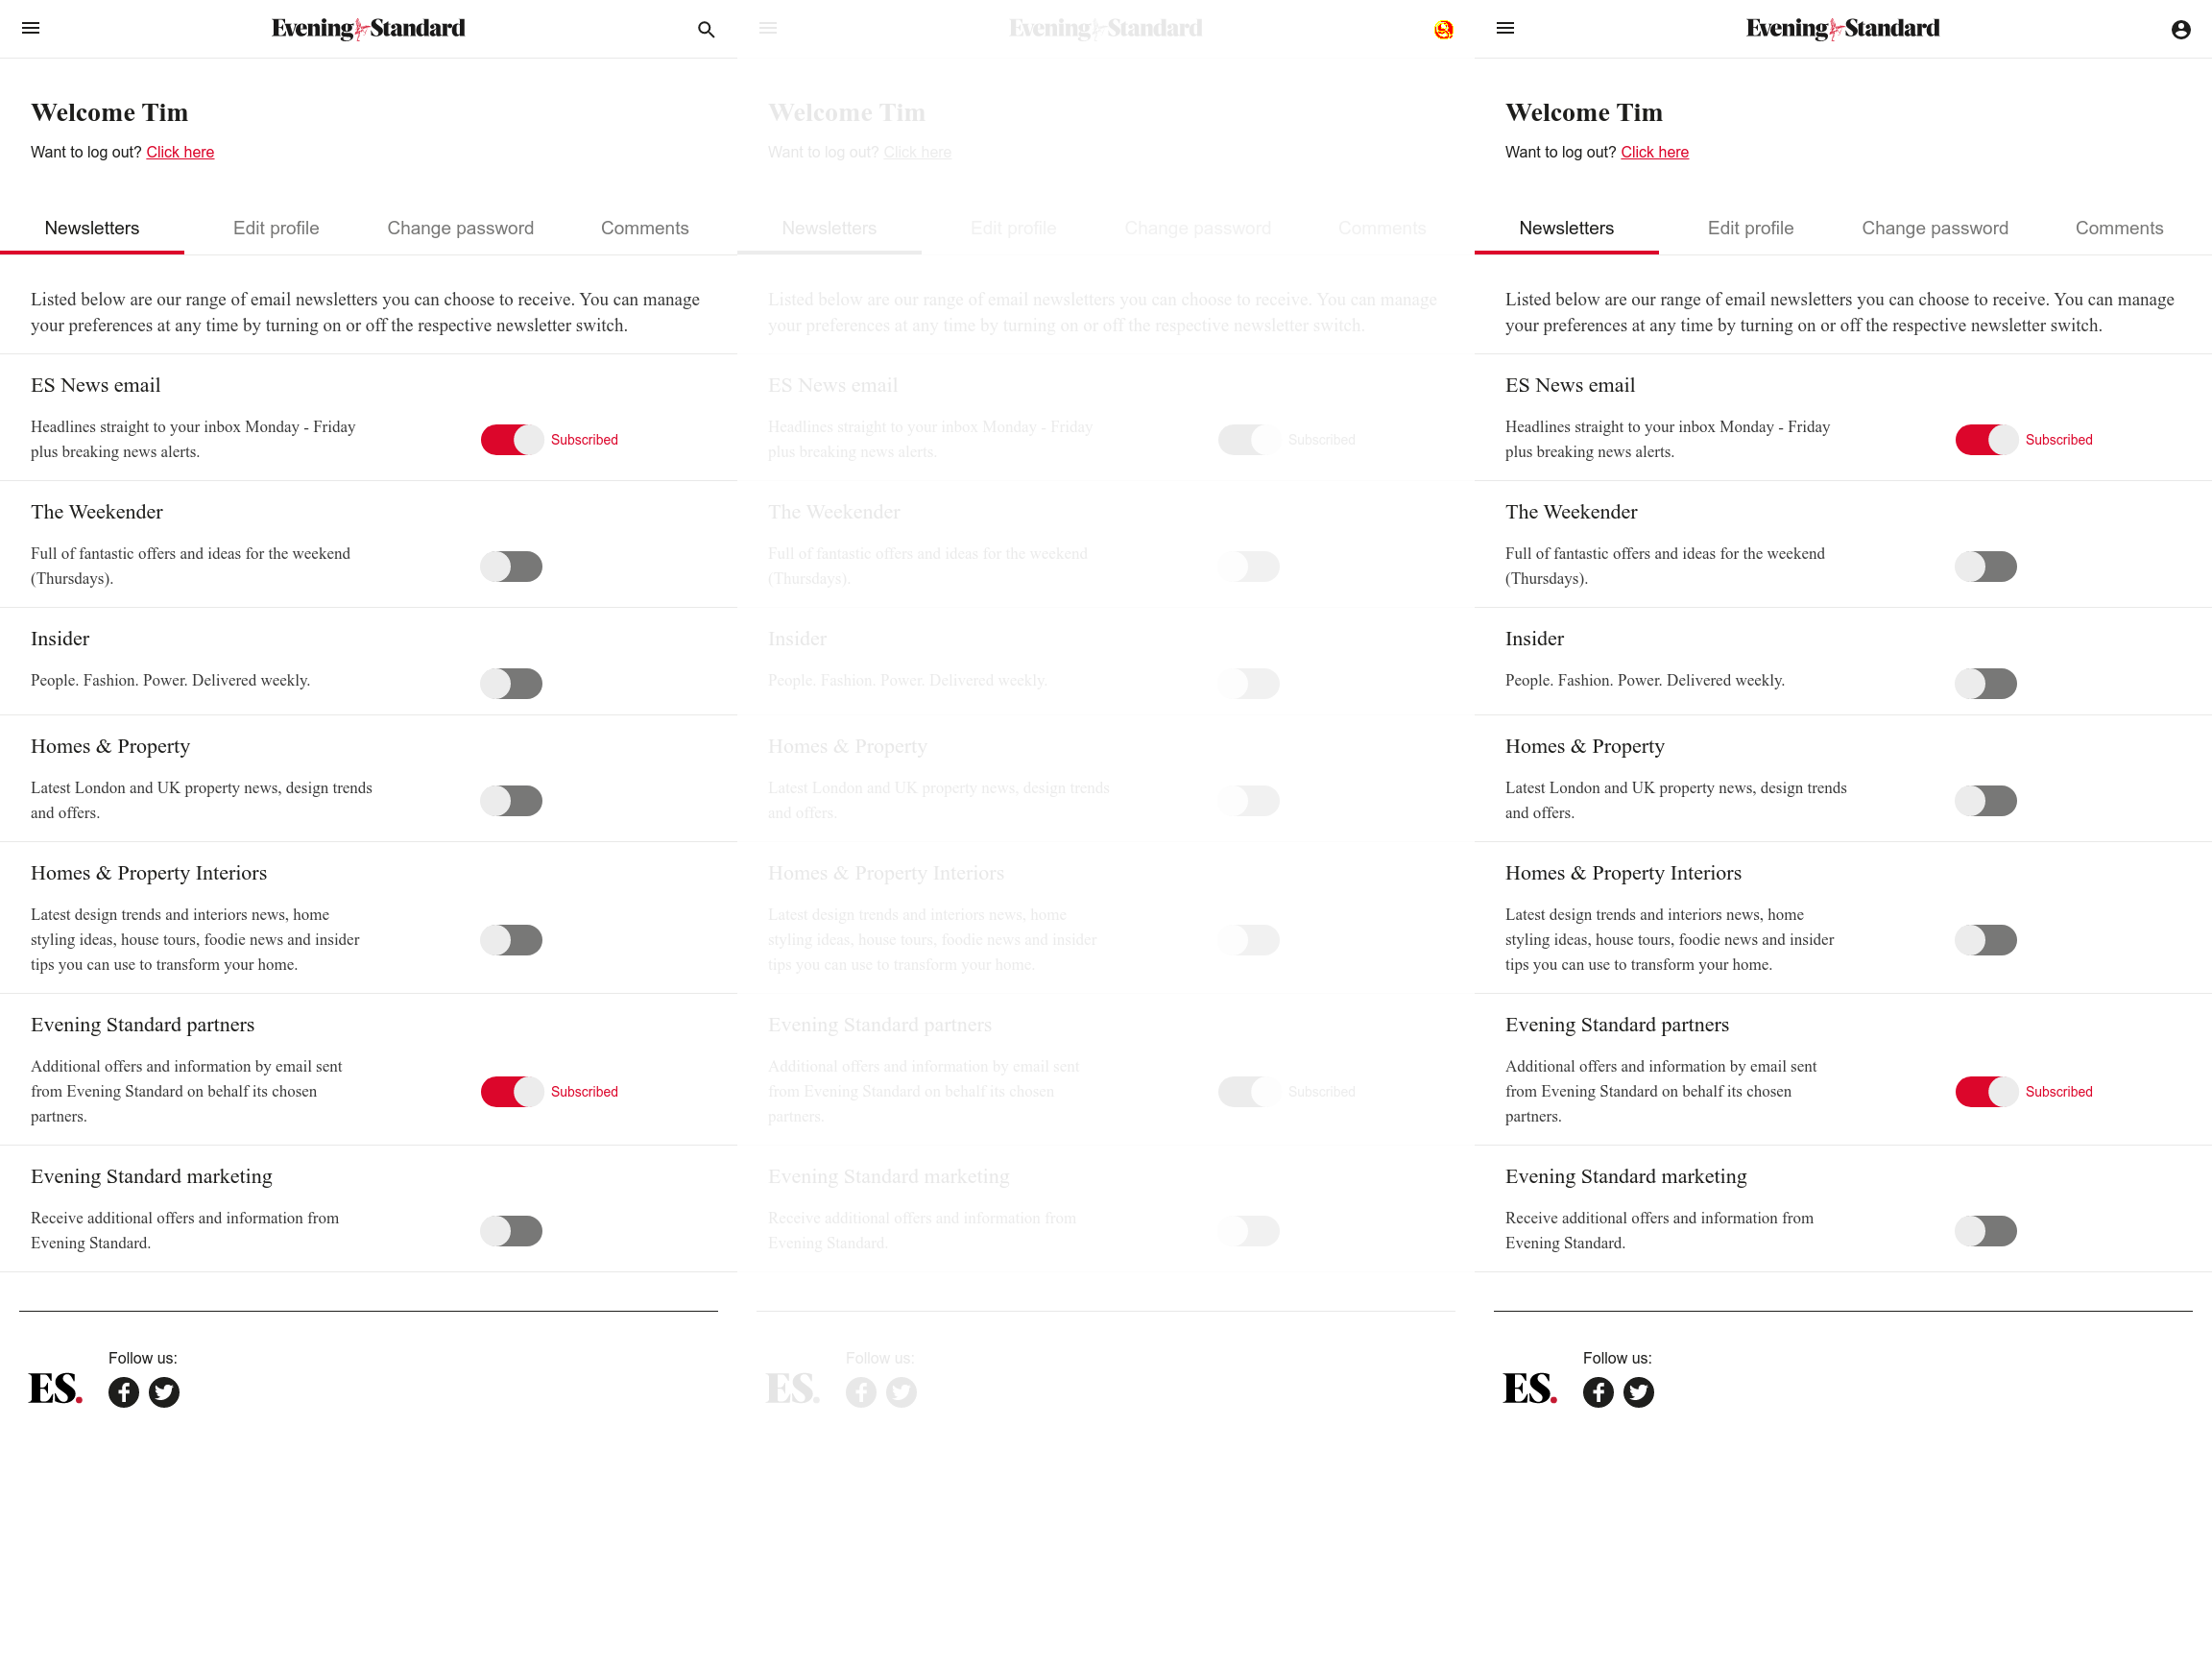 Evening Standard
Welcome Tim
Want to log out? Click here
Newsletters
Edit profile
Change password
Comments
Listed below are our range of email newsletters you can choose to receive. You can manage
your preferences at any time by turning on or off the respective newsletter switch.
ES News email
Headlines straight to your inbox Monday - Friday
plus breaking news alerts.
Subscribed
The Weekender
Full of fantastic offers and ideas for the weekend
(Thursdays).
Insider
People. Fashion. Power. Delivered weekly.
Homes & Property
Latest London and UK property news, design trends
and offers.
Homes & Property Interiors
Latest design trends and interiors news, home
styling ideas, house tours, foodie news and insider
tips you can use to transform your home.
Evening Standard partners
Additional offers and information by email sent
from Evening Standard on behalf its chosen
partners.
Subscribed
Evening Standard marketing
Receive additional offers and information from
Evening Standard.
Follow us:
ES.
Evening Standard
Welcome Tim
Want to log out? Click here
Newsletters
Edit profile
Change password
Comments
Listed below are our range of email newsletters you can choose to receive. You can manage
your preferences at any time by turning on or off the respective newsletter switch.
ES News email
Headlines straight to your inbox Monday - Friday
plus breaking news alerts.
Subscribed
The Weekender
Full of fantastic offers and ideas for the weekend
(Thursdays).
Insider
People. Fashion. Power. Delivered weekly.
Homes & Property
Latest London and UK property news, design trends
and offers.
Homes & Property Interiors
Latest design trends and interiors news, home
styling ideas, house tours, foodie news and insider
tips you can use to transform your home.
Evening Standard partners
Additional offers and information by email sent
from Evening Standard on behalf its chosen
partners.
Subscribed
Evening Standard marketing
Receive additional offers and information from
Evening Standard.
Follow us:
ES.
Evening Standard
Welcome Tim
Want to log out? Click here
Newsletters
Edit profile
Change password
Comments
Listed below are our range of email newsletters you can choose to receive. You can manage
your preferences at any time by turning on or off the respective newsletter switch.
ES News email
Headlines straight to your inbox Monday - Friday
plus breaking news alerts.
Subscribed
The Weekender
Full of fantastic offers and ideas for the weekend
(Thursdays).
Insider
People. Fashion. Power. Delivered weekly.
Homes & Property
Latest London and UK property news, design trends
and offers.
Homes & Property Interiors
Latest design trends and interiors news, home
styling ideas, house tours, foodie news and insider
tips you can use to transform your home.
Evening Standard partners
Additional offers and information by email sent
from Evening Standard on behalf its chosen
partners.
Subscribed
Evening Standard marketing
Receive additional offers and information from
Evening Standard.
Follow us:
ES.